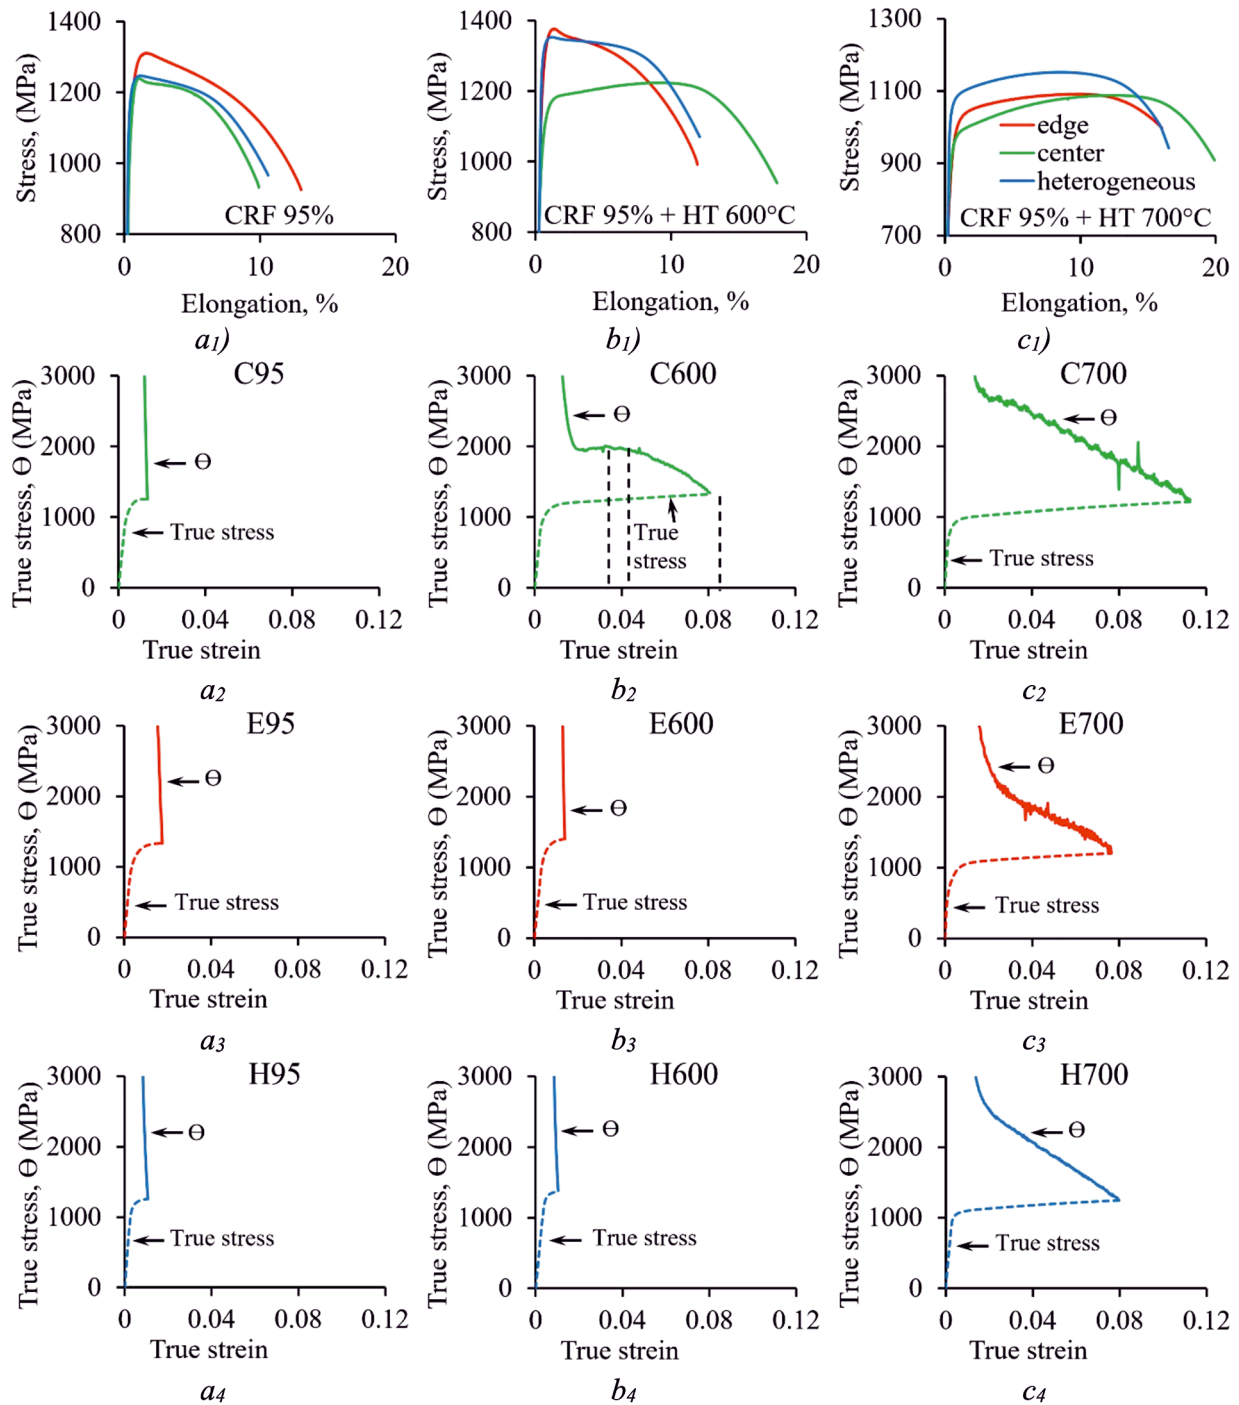 1400
1200
1000
800
Stress, (MPa)
0
10
20
Elongation, %
CRF 95%
a1)
1400
1200
1000
800
Stress, (MPa)
0
10
20
Elongation, %
CRF 95% + HT 600°C
b1)
1300
1100
900
700
Stress, (MPa)
edge
center
heterogeneous
CRF 95% + HT 700°C
0
10
20
Elongation, %
c1)
C95
3000
2000
1000
0
True stress, Ɵ (MPa)
Ɵ
True stress
0
0.04
0.08
0.12
True strein
a2
C600
3000
2000
1000
0
True stress, Ɵ (MPa)
Ɵ
True
stress
0
0.04
0.08
0.12
True strein
b2
C700
3000
2000
1000
0
True stress, Ɵ (MPa)
Ɵ
True stress
0
0.04
0.08
0.12
True strein
c2
E95
3000
2000
1000
0
True stress, Ɵ (MPa)
Ɵ
True stress
0
0.04
0.08
0.12
True strein
a3
E600
3000
2000
1000
0
True stress, Ɵ (MPa)
Ɵ
True stress
0
0.04
0.08
0.12
True strein
b3
E700
3000
2000
1000
0
True stress, Ɵ (MPa)
Ɵ
True stress
0
0.04
0.08
0.12
True strein
c3
H95
3000
2000
1000
0
True stress, Ɵ (MPa)
Ɵ
True stress
0
0.04
0.08
0.12
True strein
a4
H600
3000
2000
1000
0
True stress, Ɵ (MPa)
Ɵ
True stress
0
0.04
0.08
0.12
True strein
b4
H700
3000
2000
1000
0
True stress, Ɵ (MPa)
Ɵ
True stress
0
0.04
0.08
0.12
True strein
c4